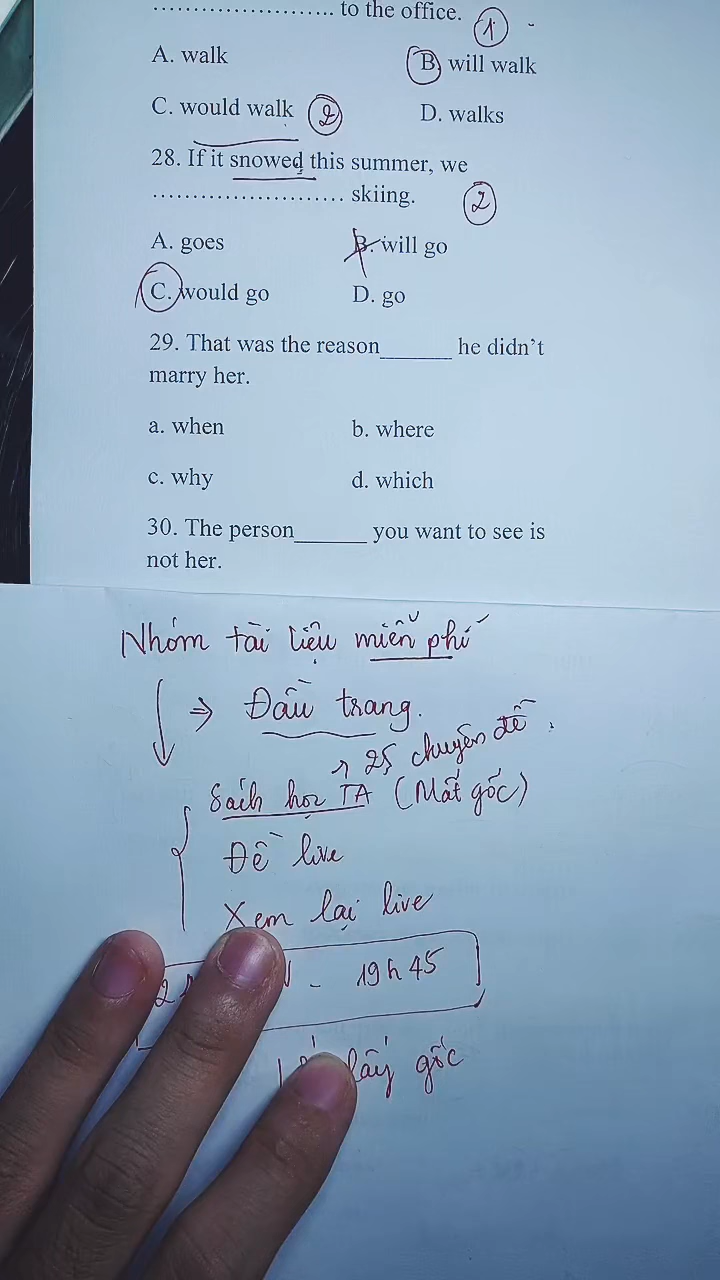 ........................ to the office. 1
A. walk B. will walk
C. would walk 2 D. walks
28. If it snowed this summer, we
........................ skiing. 2
A. goes B. will go
C. would go D. go
29. That was the reason______ he didn't
marry her.
a. when b. where
c. why d. which
30. The person______ you want to see is
not her.
Nhóm tài liệu miễn phí
⇒ Đầu trang.
→ 25 chuyên đề.
Sách học TA (Mất gốc)
Đề live
Xem lại live
- 19h45
lấy gốc